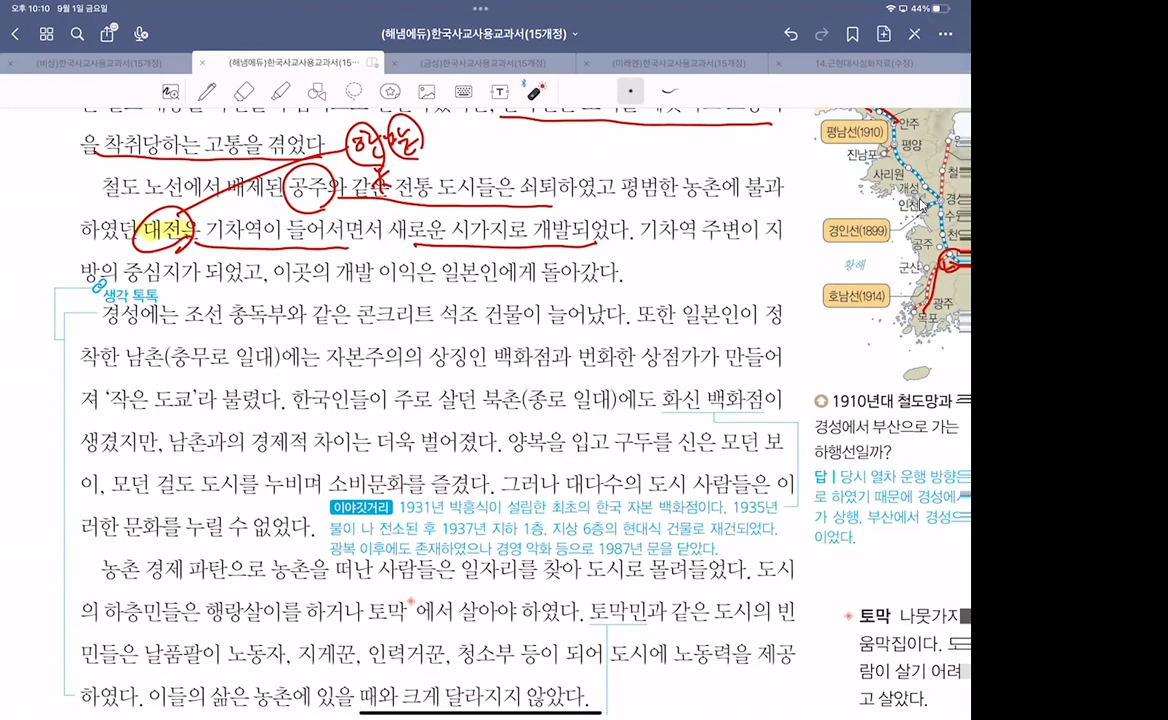 오후 10:10 9월 1일 금요일
44%
(해냄에듀)한국사교사용교과서(15개정)
(비상)한국사교사용교과서(15개정)
(해냄에듀)한국사교사용교과서(15…
(금성)한국사교사용교과서(15개정)
(미래엔)한국사교사용교과서(15개정)
14.근현대사심화자료(수정)
을 착취당하는 고통을 겪었다
철도 노선에서 배제된 공주와 같은 전통 도시들은 쇠퇴하였고 평범한 농촌에 불과
하였던 대전은 기차역이 들어서면서 새로운 시가지로 개발되었다. 기차역 주변이 지
방의 중심지가 되었고, 이곳의 개발 이익은 일본인에게 돌아갔다.
생각 톡톡
경성에는 조선 총독부와 같은 콘크리트 석조 건물이 늘어났다. 또한 일본인이 정
착한 남촌(충무로 일대)에는 자본주의의 상징인 백화점과 번화한 상점가가 만들어
져 ‘작은 도쿄’라 불렸다. 한국인들이 주로 살던 북촌(종로 일대)에도 화신 백화점이
생겼지만, 남촌과의 경제적 차이는 더욱 벌어졌다. 양복을 입고 구두를 신은 모던 보
이, 모던 걸도 도시를 누비며 소비문화를 즐겼다. 그러나 대다수의 도시 사람들은 이
러한 문화를 누릴 수 없었다.
이야깃거리 1931년 박흥식이 설립한 최초의 한국 자본 백화점이다. 1935년
불이 나 전소된 후 1937년 지하 1층, 지상 6층의 현대식 건물로 재건되었다.
광복 이후에도 존재하였으나 경영 악화 등으로 1987년 문을 닫았다.
농촌 경제 파탄으로 농촌을 떠난 사람들은 일자리를 찾아 도시로 몰려들었다. 도시
의 하층민들은 행랑살이를 하거나 토막에서 살아야 하였다. 토막민과 같은 도시의 빈
민들은 날품팔이 노동자, 지게꾼, 인력거꾼, 청소부 등이 되어 도시에 노동력을 제공
하였다. 이들의 삶은 농촌에 있을 때와 크게 달라지지 않았다.
안주
평남선(1910)
평양
진남포
사리원
개성
인천
경인선(1899)
공주
황해
군산
호남선(1914)
광주
목포
1910년대 철도망과
경성에서 부산으로 가는
하행선일까?
답 | 당시 열차 운행 방향
로 하였기 때문에 경성에
가 상행, 부산에서 경성
이었다.
토막 나뭇가지
움막집이다. 도
람이 살기 어려
고 살았다.